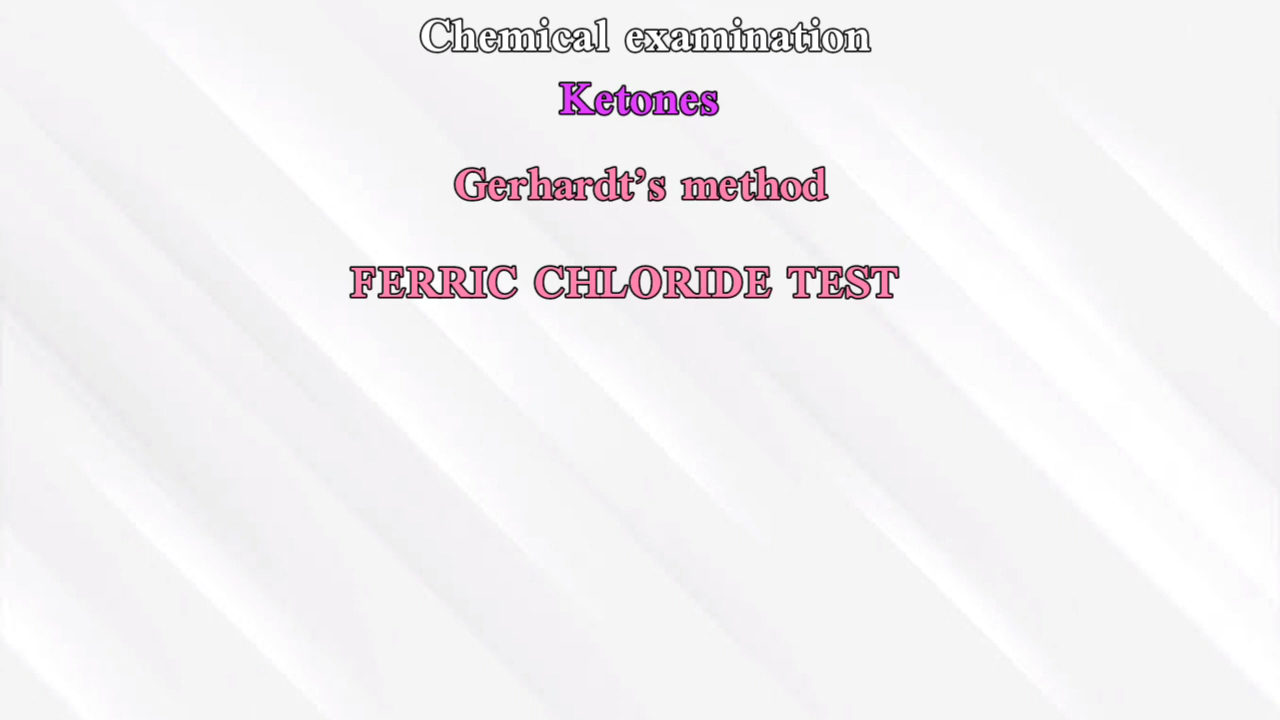 Chemical examination
Ketones
Gerhardt’s method
FERRIC CHLORIDE TEST